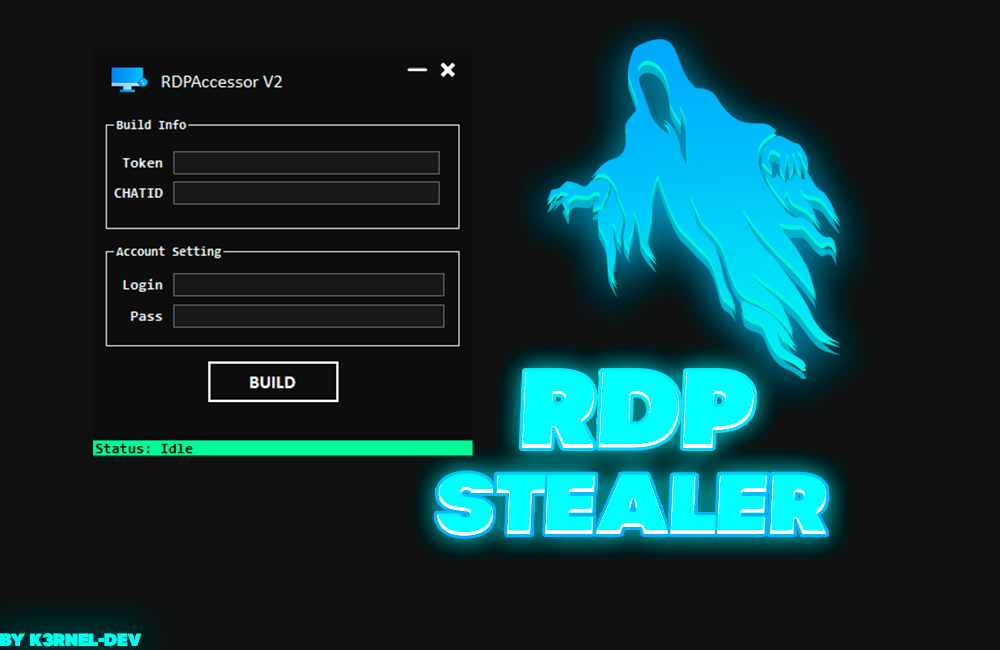 RDPAccessor V2
Build Info
Token
CHATID
Account Setting
Login
Pass
BUILD
Status: Idle
RDP
STEALER
BY K3RNEL-DEV